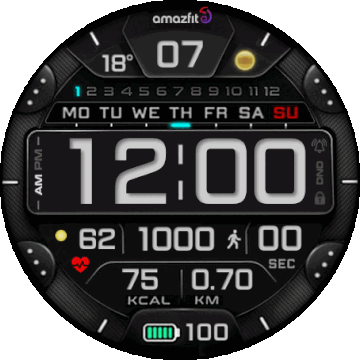 amazfit
18° 07
1 2 3 4 5 6 7 8 9 10 11 12
MO TU WE TH FR SA SU
AM PM 12:00 DND
62 1000 00
SEC
75 0.70
KCAL KM
100